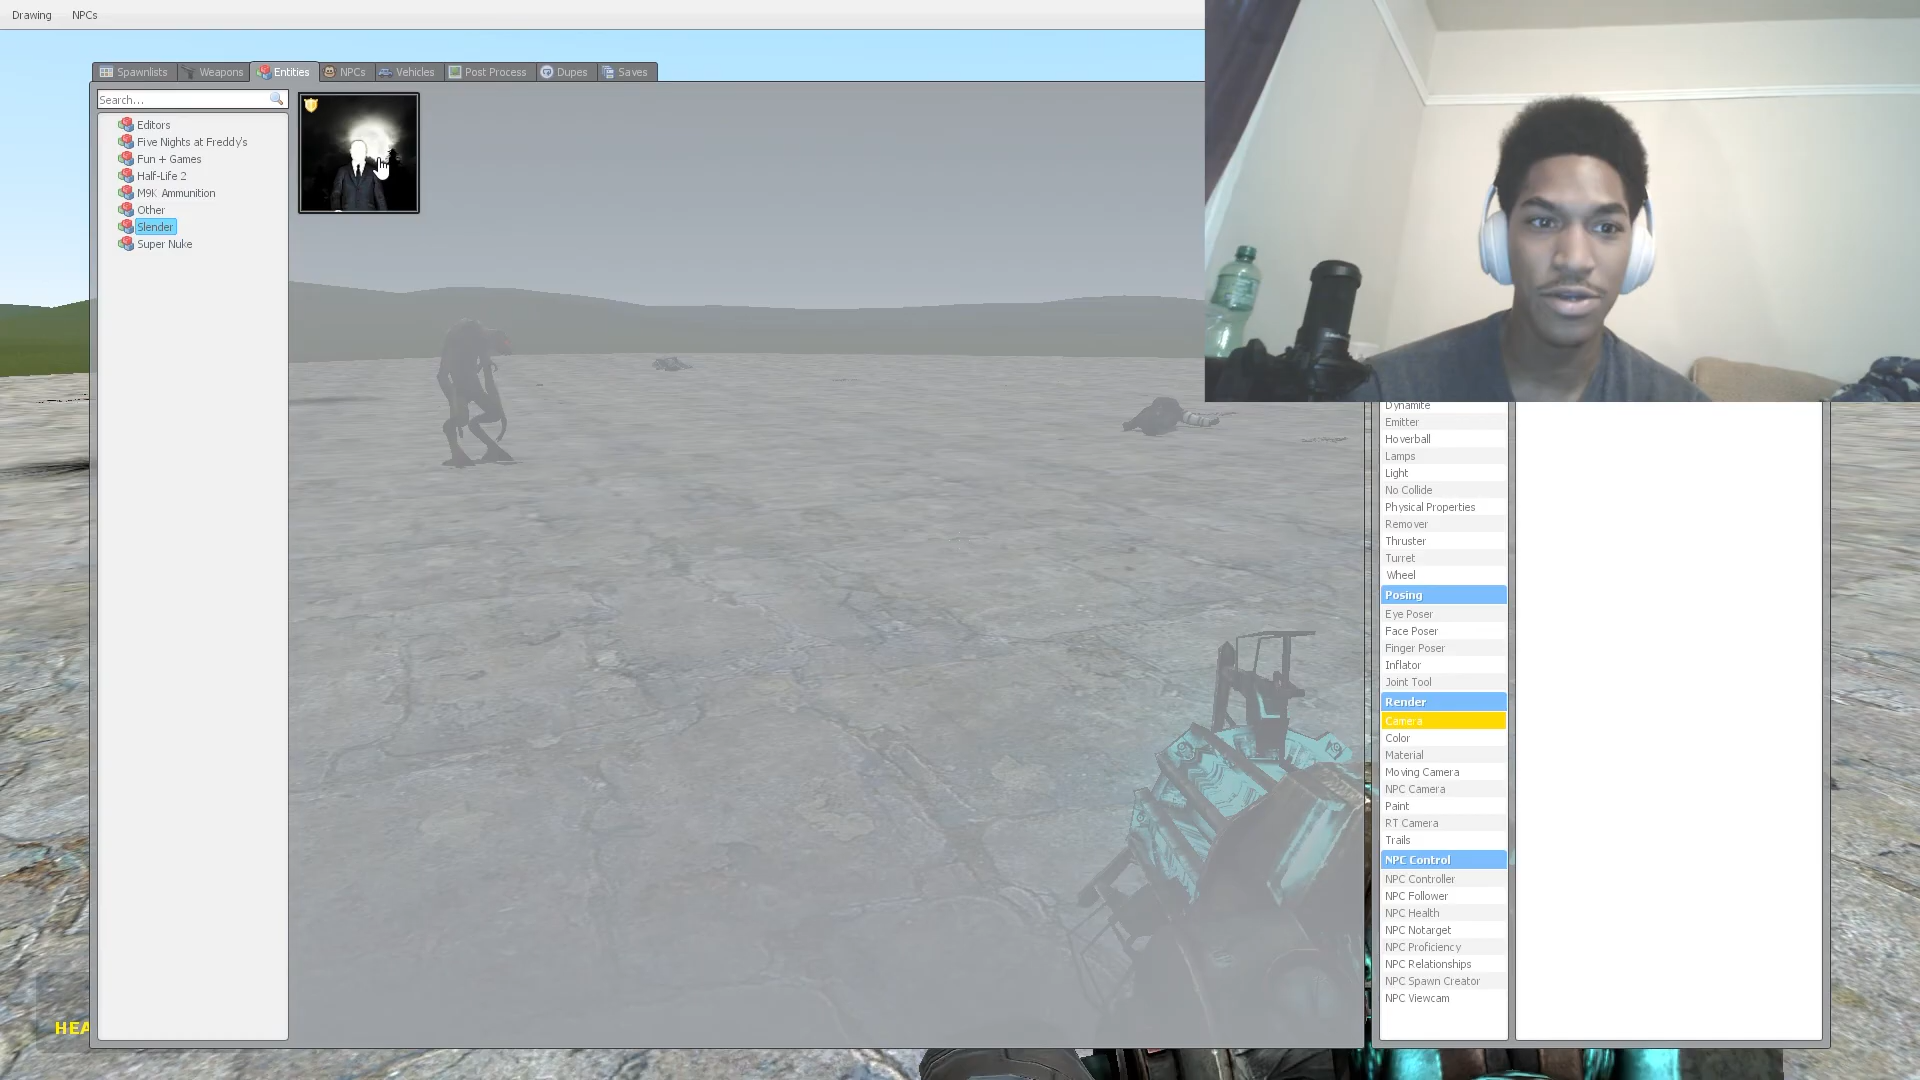 Drawing NPCs
Spawnlists Weapons Entities NPCs Vehicles Post Process Dupes Saves
Search...
Editors
Five Nights at Freddy's
Fun + Games
Half-Life 2
M9K Ammunition
Other
Slender
Super Nuke
Dynamite
Emitter
Hoverball
Lamps
Light
No Collide
Physical Properties
Remover
Thruster
Turret
Wheel
Posing
Eye Poser
Face Poser
Finger Poser
Inflator
Joint Tool
Render
Camera
Color
Material
Moving Camera
NPC Camera
Paint
RT Camera
Trails
NPC Control
NPC Controller
NPC Follower
NPC Health
NPC Notarget
NPC Proficiency
NPC Relationships
NPC Spawn Creator
NPC Viewcam
HEA